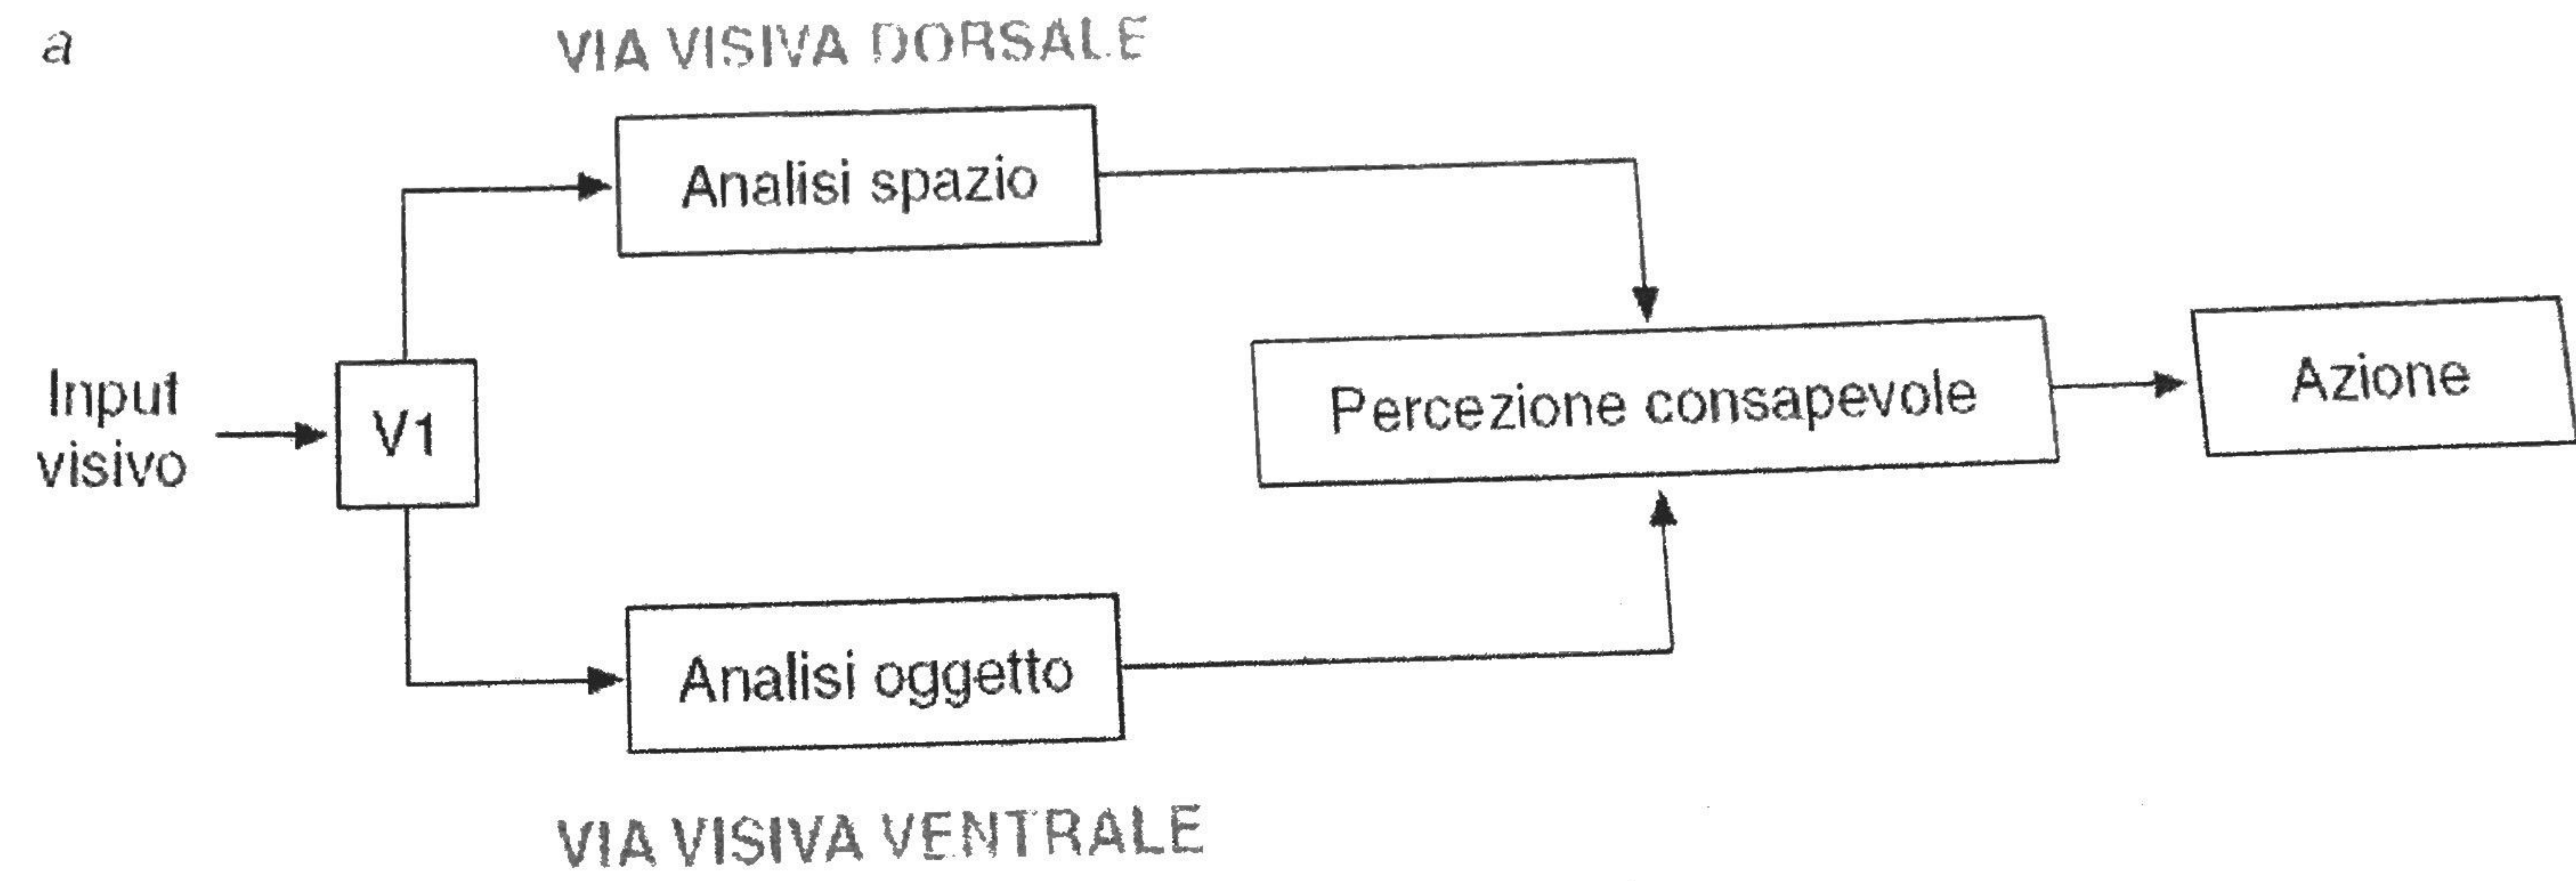 a
VIA VISIVA DORSALE
Analisi spazio
Input
visivo
V1
Percezione consapevole
Azione
Analisi oggetto
VIA VISIVA VENTRALE